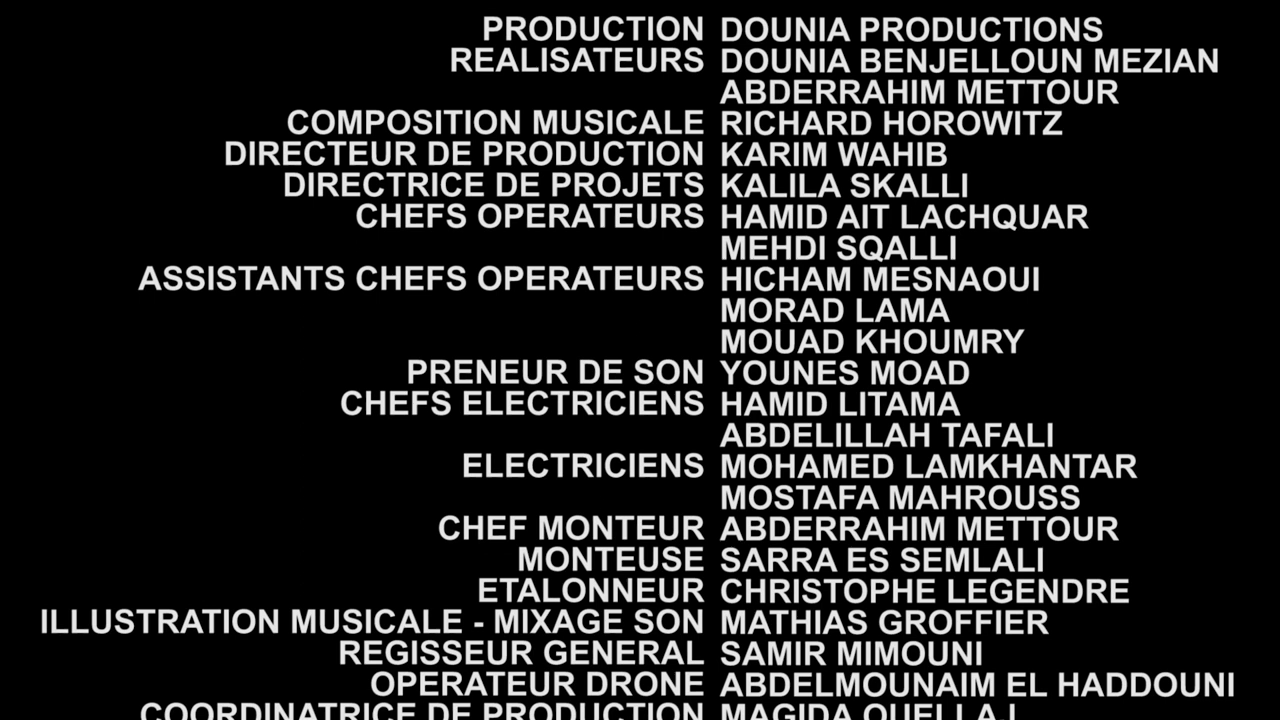 PRODUCTION DOUNIA PRODUCTIONS
REALISATEURS DOUNIA BENJELLOUN MEZIAN
ABDERRAHIM METTOUR
COMPOSITION MUSICALE RICHARD HOROWITZ
DIRECTEUR DE PRODUCTION KARIM WAHIB
DIRECTRICE DE PROJETS KALILA SKALLI
CHEFS OPERATEURS HAMID AIT LACHQUAR
MEHDI SQALLI
ASSISTANTS CHEFS OPERATEURS HICHAM MESNAOUI
MORAD LAMA
MOUAD KHOUMRY
PRENEUR DE SON YOUNES MOAD
CHEFS ELECTRICIENS HAMID LITAMA
ABDELILLAH TAFALI
ELECTRICIENS MOHAMED LAMKHANTAR
MOSTAFA MAHROUSS
CHEF MONTEUR ABDERRAHIM METTOUR
MONTEUSE SARRA ES SEMLALI
ETALONNEUR CHRISTOPHE LEGENDRE
ILLUSTRATION MUSICALE - MIXAGE SON MATHIAS GROFFIER
REGISSEUR GENERAL SAMIR MIMOUNI
OPERATEUR DRONE ABDELMOUNAIM EL HADDOUNI
COORDINATRICE DE PRODUCTION MAGIDA